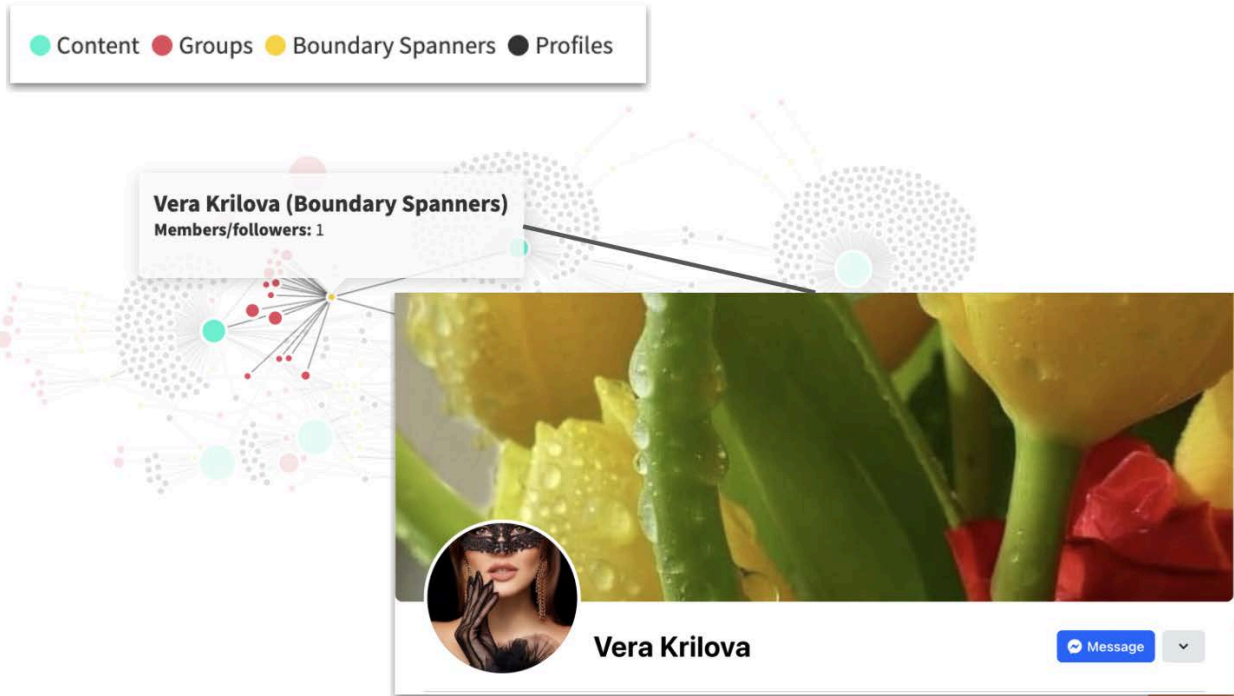 Content Groups Boundary Spanners Profiles
Vera Krilova (Boundary Spanners)
Members/followers: 1
Vera Krilova
Message